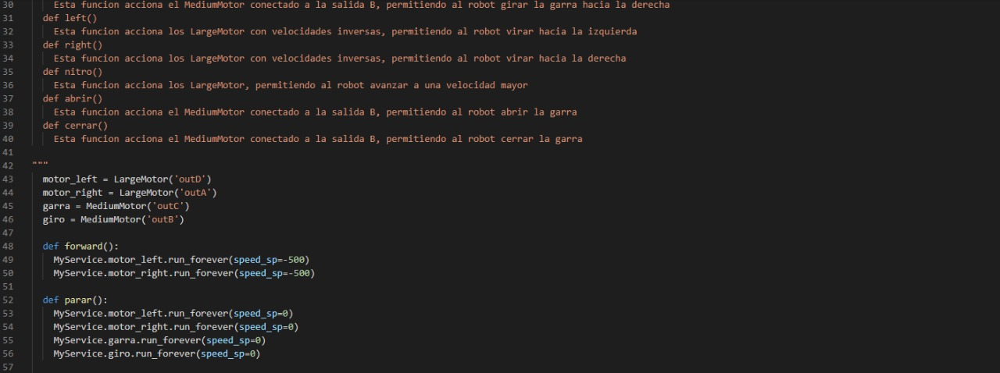 30 Esta funcion acciona el MediumMotor conectado a la salida B, permitiendo al robot girar la garra hacia la derecha
31 def left()
32 Esta funcion acciona los LargeMotor con velocidades inversas, permitiendo al robot virar hacia la izquierda
33 def right()
34 Esta funcion acciona los LargeMotor con velocidades inversas, permitiendo al robot virar hacia la derecha
35 def nitro()
36 Esta funcion acciona los LargeMotor, permitiendo al robot avanzar a una velocidad mayor
37 def abrir()
38 Esta funcion acciona el MediumMotor conectado a la salida B, permitiendo al robot abrir la garra
39 def cerrar()
40 Esta funcion acciona el MediumMotor conectado a la salida B, permitiendo al robot cerrar la garra
41
42 """
43 motor_left = LargeMotor('outD')
44 motor_right = LargeMotor('outA')
45 garra = MediumMotor('outC')
46 giro = MediumMotor('outB')
47
48 def forward():
49 MyService.motor_left.run_forever(speed_sp=-500)
50 MyService.motor_right.run_forever(speed_sp=-500)
51
52 def parar():
53 MyService.motor_left.run_forever(speed_sp=0)
54 MyService.motor_right.run_forever(speed_sp=0)
55 MyService.garra.run_forever(speed_sp=0)
56 MyService.giro.run_forever(speed_sp=0)
57